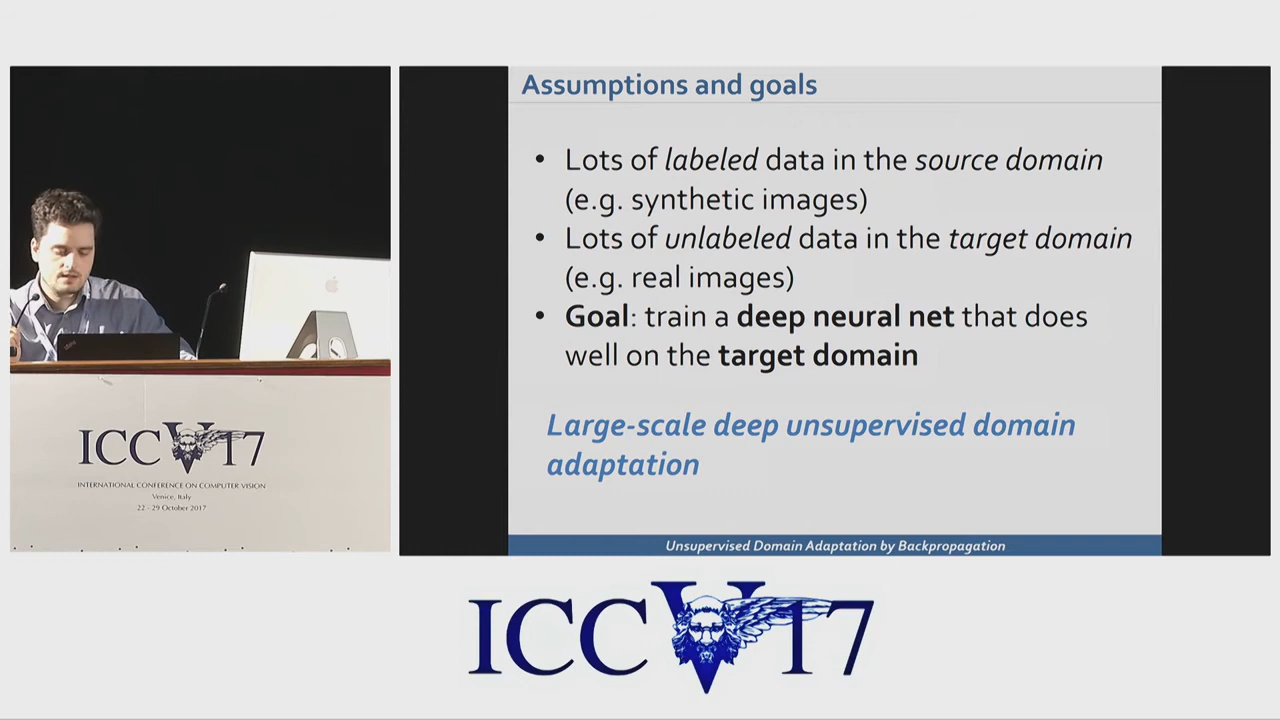 Assumptions and goals
• Lots of labeled data in the source domain
(e.g. synthetic images)
• Lots of unlabeled data in the target domain
(e.g. real images)
• Goal: train a deep neural net that does
well on the target domain
Large-scale deep unsupervised domain
adaptation
Unsupervised Domain Adaptation by Backpropagation
ICCV17
INTERNATIONAL CONFERENCE ON COMPUTER VISION
Venice, Italy
22 - 29 October 2017
ICCV17